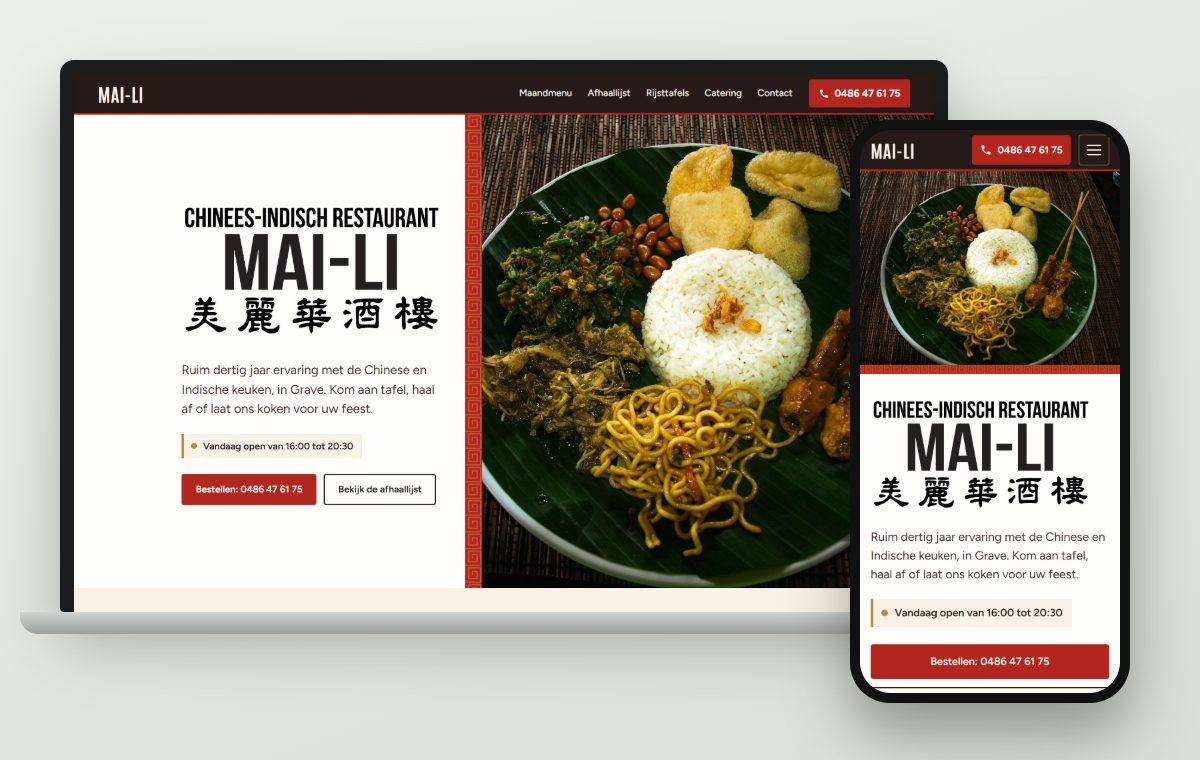 MAI-LI
Maandmenu Afhaallijst Rijsttafels Catering Contact 0486 47 61 75
CHINEES-INDISCH RESTAURANT
MAI-LI
美麗華酒樓
Ruim dertig jaar ervaring met de Chinese en
Indische keuken, in Grave. Kom aan tafel, haal
af of laat ons koken voor uw feest.
Vandaag open van 16:00 tot 20:30
Bestellen: 0486 47 61 75 Bekijk de afhaallijst
MAI-LI 0486 47 61 75
CHINEES-INDISCH RESTAURANT
MAI-LI
美麗華酒樓
Ruim dertig jaar ervaring met de Chinese en
Indische keuken, in Grave. Kom aan tafel,
haal af of laat ons koken voor uw feest.
Vandaag open van 16:00 tot 20:30
Bestellen: 0486 47 61 75